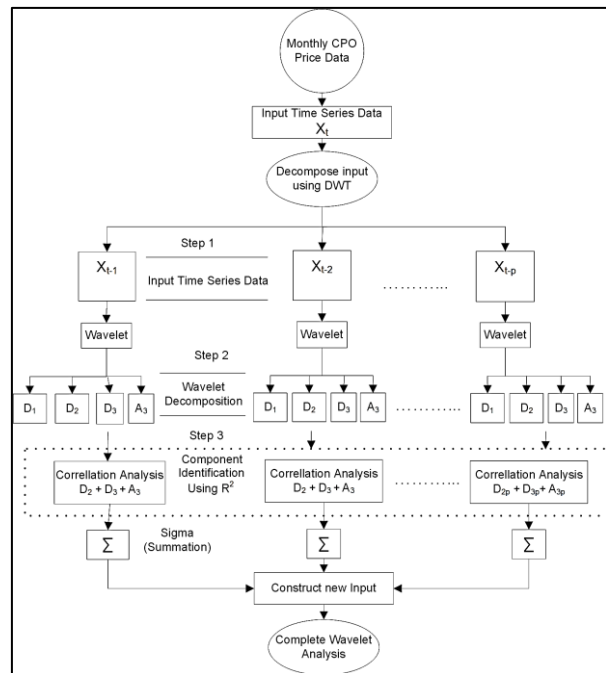 Monthly CPO
Price Data
Input Time Series Data
Xt
Decompose input
using DWT
Step 1
Xt-1
Input Time Series Data
Xt-2
...........
Xt-p
Wavelet
Wavelet
Wavelet
Step 2
Wavelet
Decomposition
D1 D2 D3 A3
D1 D2 D3 A3
D1 D2 D3 A3
Step 3
Component
Identification
Using R2
Correllation Analysis
D2 + D3 + A3
Correllation Analysis
D2 + D3 + A3
Correllation Analysis
D2p + D3p + A3p
Σ
Sigma
(Summation)
Σ
Σ
Construct new Input
Complete Wavelet
Analysis